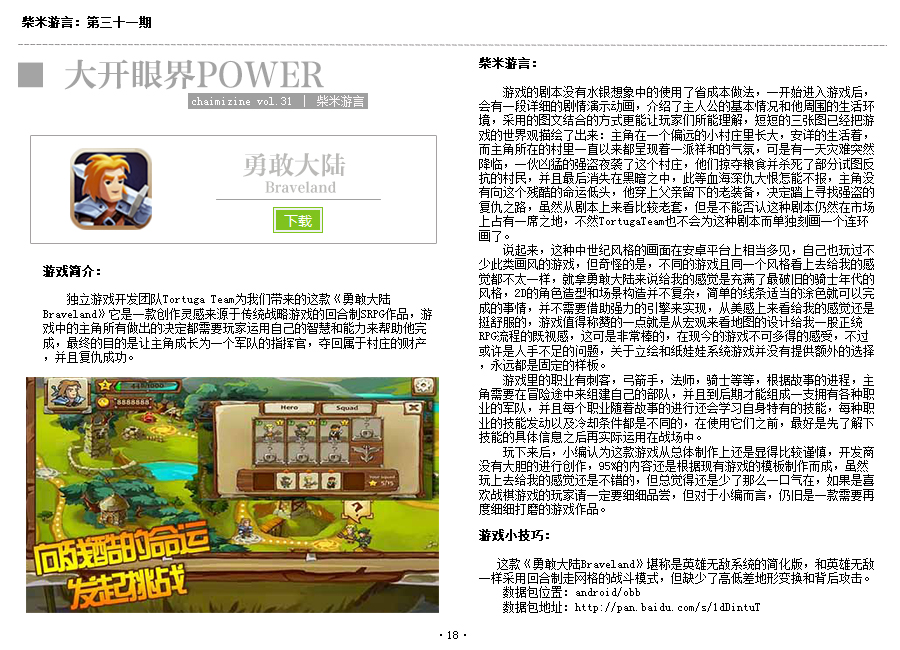 柴米游言：第三十一期
大开眼界POWER
chaimizine vol.31 | 柴米游言
勇敢大陆
Braveland
下载
游戏简介：
独立游戏开发团队Tortuga Team为我们带来的这款《勇敢大陆
Braveland》它是一款创作灵感来源于传统战略游戏的回合制SRPG作品，游
戏中的主角所有做出的决定都需要玩家运用自己的智慧和能力来帮助他完
成，最终的目的是让主角成长为一个军队的指挥官，夺回属于村庄的财产
，并且复仇成功。
448/1000
8888888
Hero
Squad
5/15
向残酷的命运
发起挑战
柴米游言：
游戏的剧本没有水银想象中的使用了省成本做法，一开始进入游戏后，
会有一段详细的剧情演示动画，介绍了主人公的基本情况和他周围的生活环
境，采用的图文结合的方式更能让玩家们所能理解，短短的三张图已经把游
戏的世界观描绘了出来：主角在一个偏远的小村庄里长大，安详的生活着，
而主角所在的村里一直以来都呈现着一派祥和的气氛，可是有一天灾难突然
降临，一伙凶猛的强盗夜袭了这个村庄，他们掠夺粮食并杀死了部分试图反
抗的村民，并且最后消失在黑暗之中，此等血海深仇大恨怎能不报，主角没
有向这个残酷的命运低头，他穿上父亲留下的老装备，决定踏上寻找强盗的
复仇之路，虽然从剧本上来看比较老套，但是不能否认这种剧本仍然在市场
上占有一席之地，不然TortugaTeam也不会为这种剧本而单独刻画一个连环
画了。
说起来，这种中世纪风格的画面在安卓平台上相当多见，自己也玩过不
少此类画风的游戏，但奇怪的是，不同的游戏且同一个风格看上去给我的感
觉都不太一样，就拿勇敢大陆来说给我的感觉是充满了最破旧的骑士年代的
风格，2D的角色造型和场景构造并不复杂，简单的线条适当的涂色就可以完
成的事情，并不需要借助强力的引擎来实现，从美感上来看给我的感觉还是
挺舒服的，游戏值得称赞的一点就是从宏观来看地图的设计给我一般正统
RPG流程的既视感，这可是非常棒的，在现今的游戏不可多得的感受，不过
或许是人手不足的问题，关于立绘和纸娃娃系统游戏并没有提供额外的选择
，永远都是固定的样板。
游戏里的职业有刺客，弓箭手，法师，骑士等等，根据故事的进程，主
角需要在冒险途中来组建自己的部队，并且到后期才能组成一支拥有各种职
业的军队，并且每个职业随着故事的进行还会学习自身持有的技能，每种职
业的技能发动以及冷却条件都是不同的，在使用它们之前，最好是先了解下
技能的具体信息之后再实际运用在战场中。
玩下来后，小编认为这款游戏从总体制作上还是显得比较谨慎，开发商
没有大胆的进行创作，95%的内容还是根据现有游戏的模板制作而成，虽然
玩上去给我的感觉还是不错的，但总觉得还是少了那么一口气在，如果是喜
欢战棋游戏的玩家请一定要细细品尝，但对于小编而言，仍旧是一款需要再
度细细打磨的游戏作品。
游戏小技巧：
这款《勇敢大陆Braveland》堪称是英雄无敌系统的简化版，和英雄无敌
一样采用回合制走网格的战斗模式，但缺少了高低差地形变换和背后攻击。
数据包位置：android/obb
数据包地址：http://pan.baidu.com/s/1dDintuT
·18·